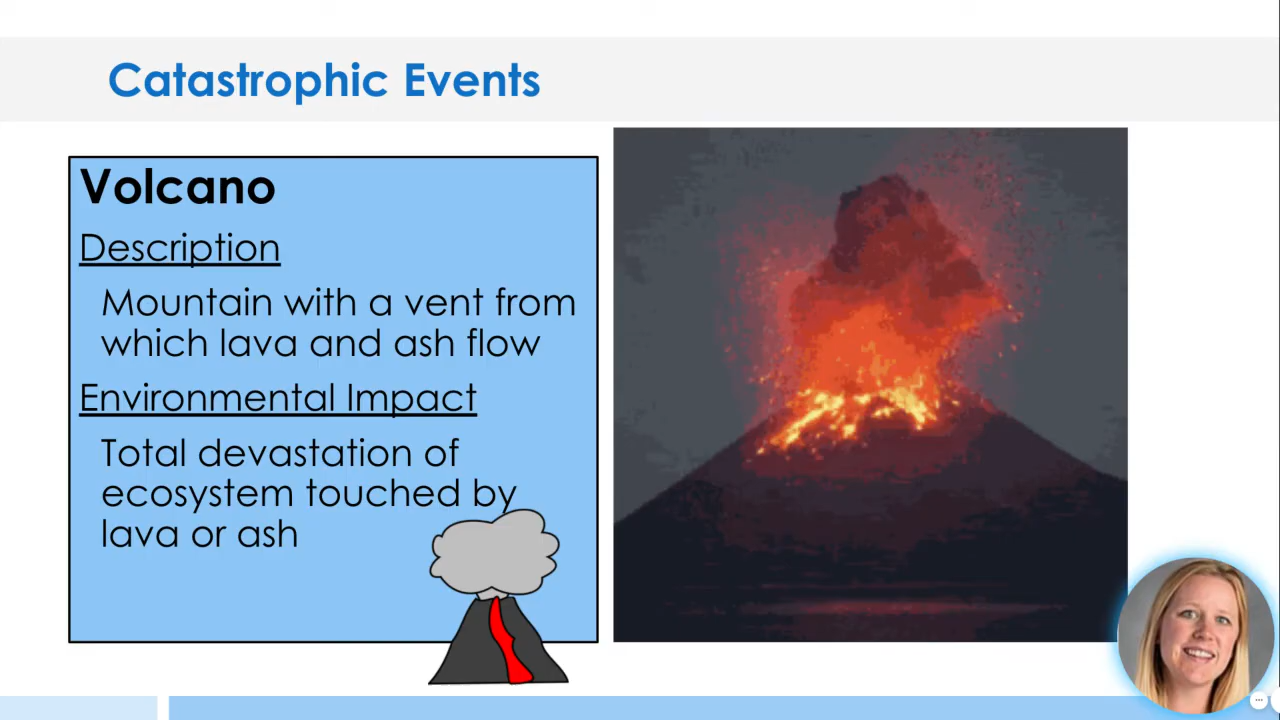 Catastrophic Events
Volcano
Description
Mountain with a vent from
which lava and ash flow
Environmental Impact
Total devastation of
ecosystem touched by
lava or ash